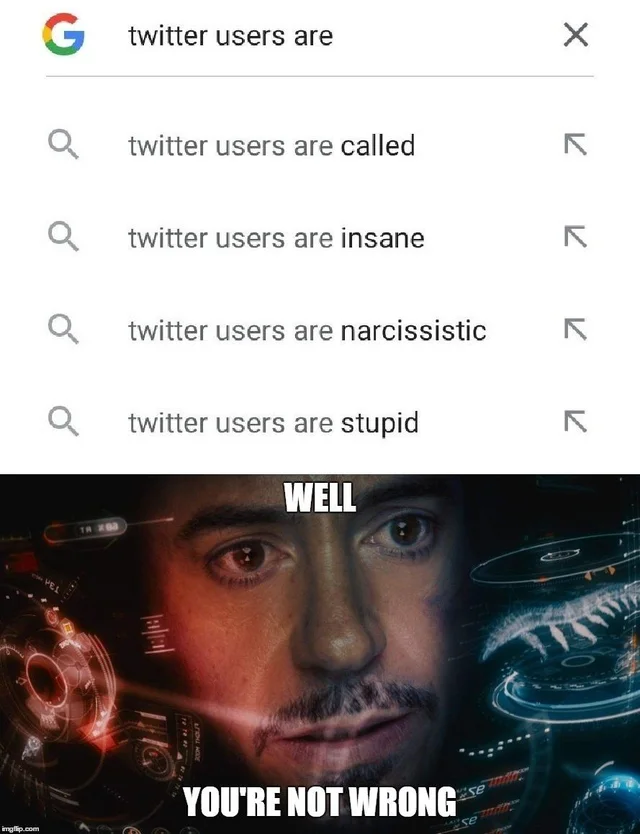 twitter users are
twitter users are called
twitter users are insane
twitter users are narcissistic
twitter users are stupid
WELL
YOU'RE NOT WRONG
imgflip.com